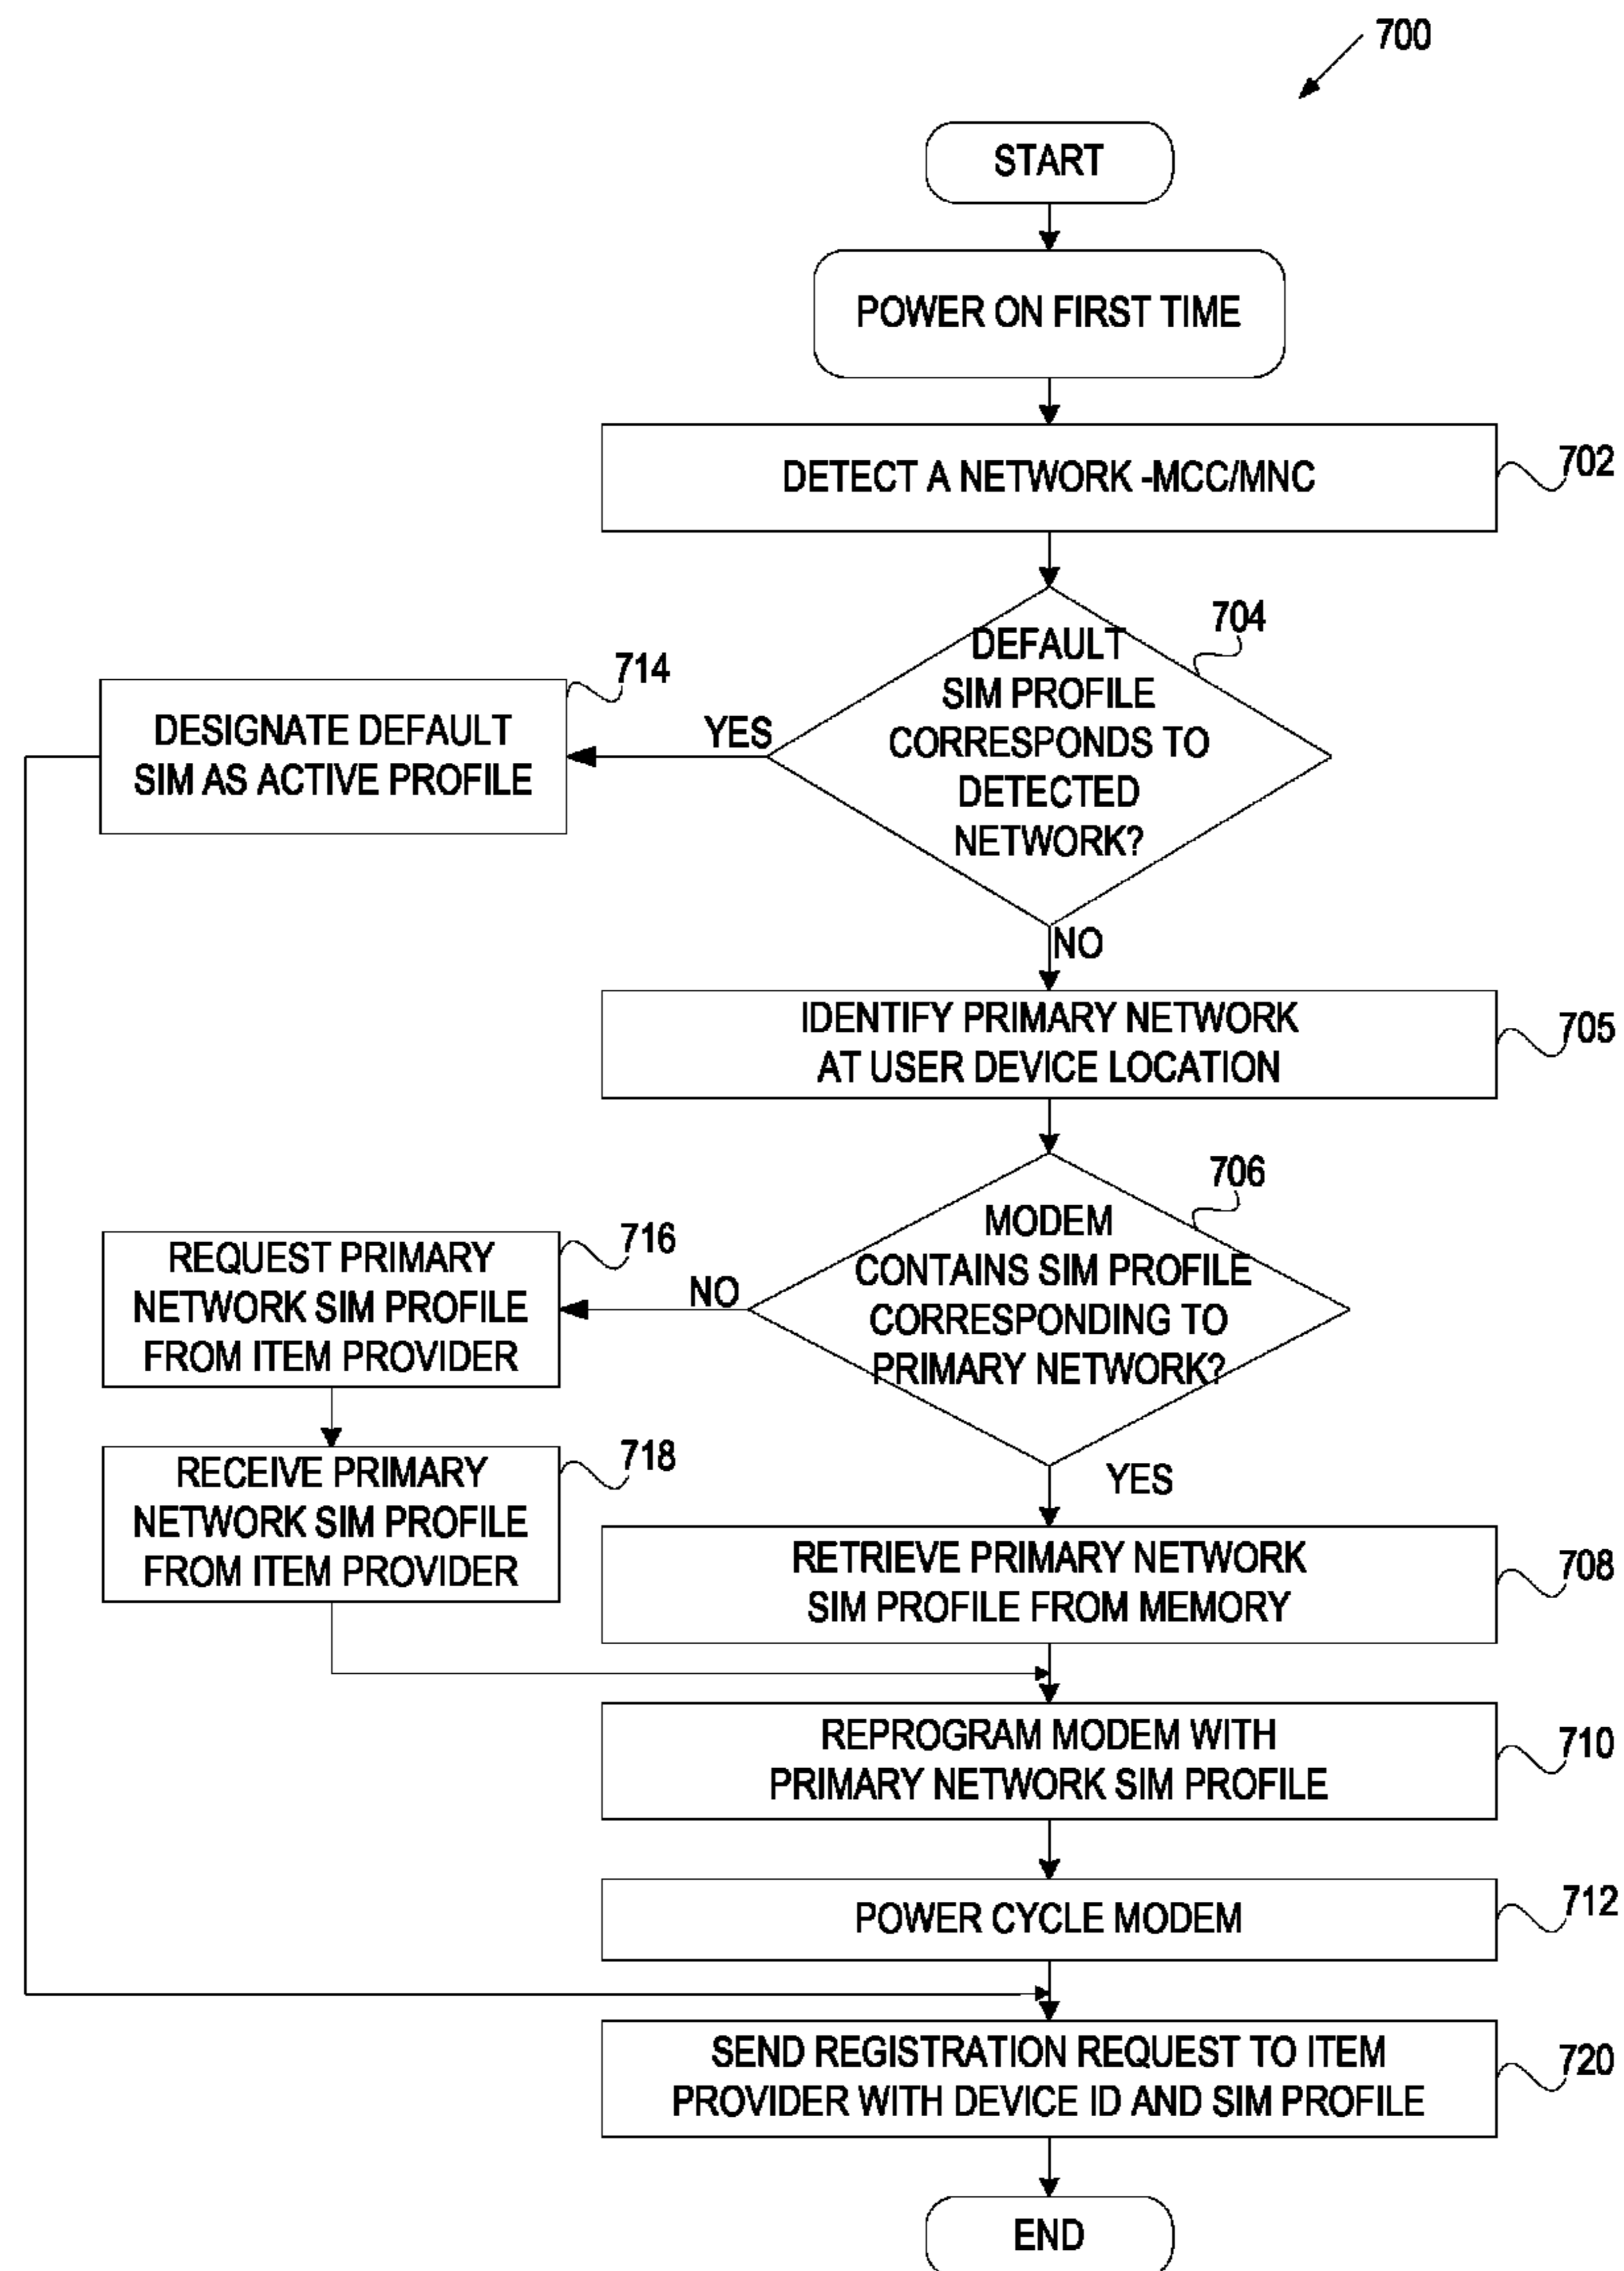 700
START
POWER ON FIRST TIME
DETECT A NETWORK -MCC/MNC
702
DEFAULT
SIM PROFILE
CORRESPONDS TO
DETECTED
NETWORK?
704
YES
714
DESIGNATE DEFAULT
SIM AS ACTIVE PROFILE
NO
IDENTIFY PRIMARY NETWORK
AT USER DEVICE LOCATION
705
706
MODEM
CONTAINS SIM PROFILE
CORRESPONDING TO
PRIMARY NETWORK?
NO
716
REQUEST PRIMARY
NETWORK SIM PROFILE
FROM ITEM PROVIDER
718
RECEIVE PRIMARY
NETWORK SIM PROFILE
FROM ITEM PROVIDER
YES
RETRIEVE PRIMARY NETWORK
SIM PROFILE FROM MEMORY
708
REPROGRAM MODEM WITH
PRIMARY NETWORK SIM PROFILE
710
POWER CYCLE MODEM
712
SEND REGISTRATION REQUEST TO ITEM
PROVIDER WITH DEVICE ID AND SIM PROFILE
720
END